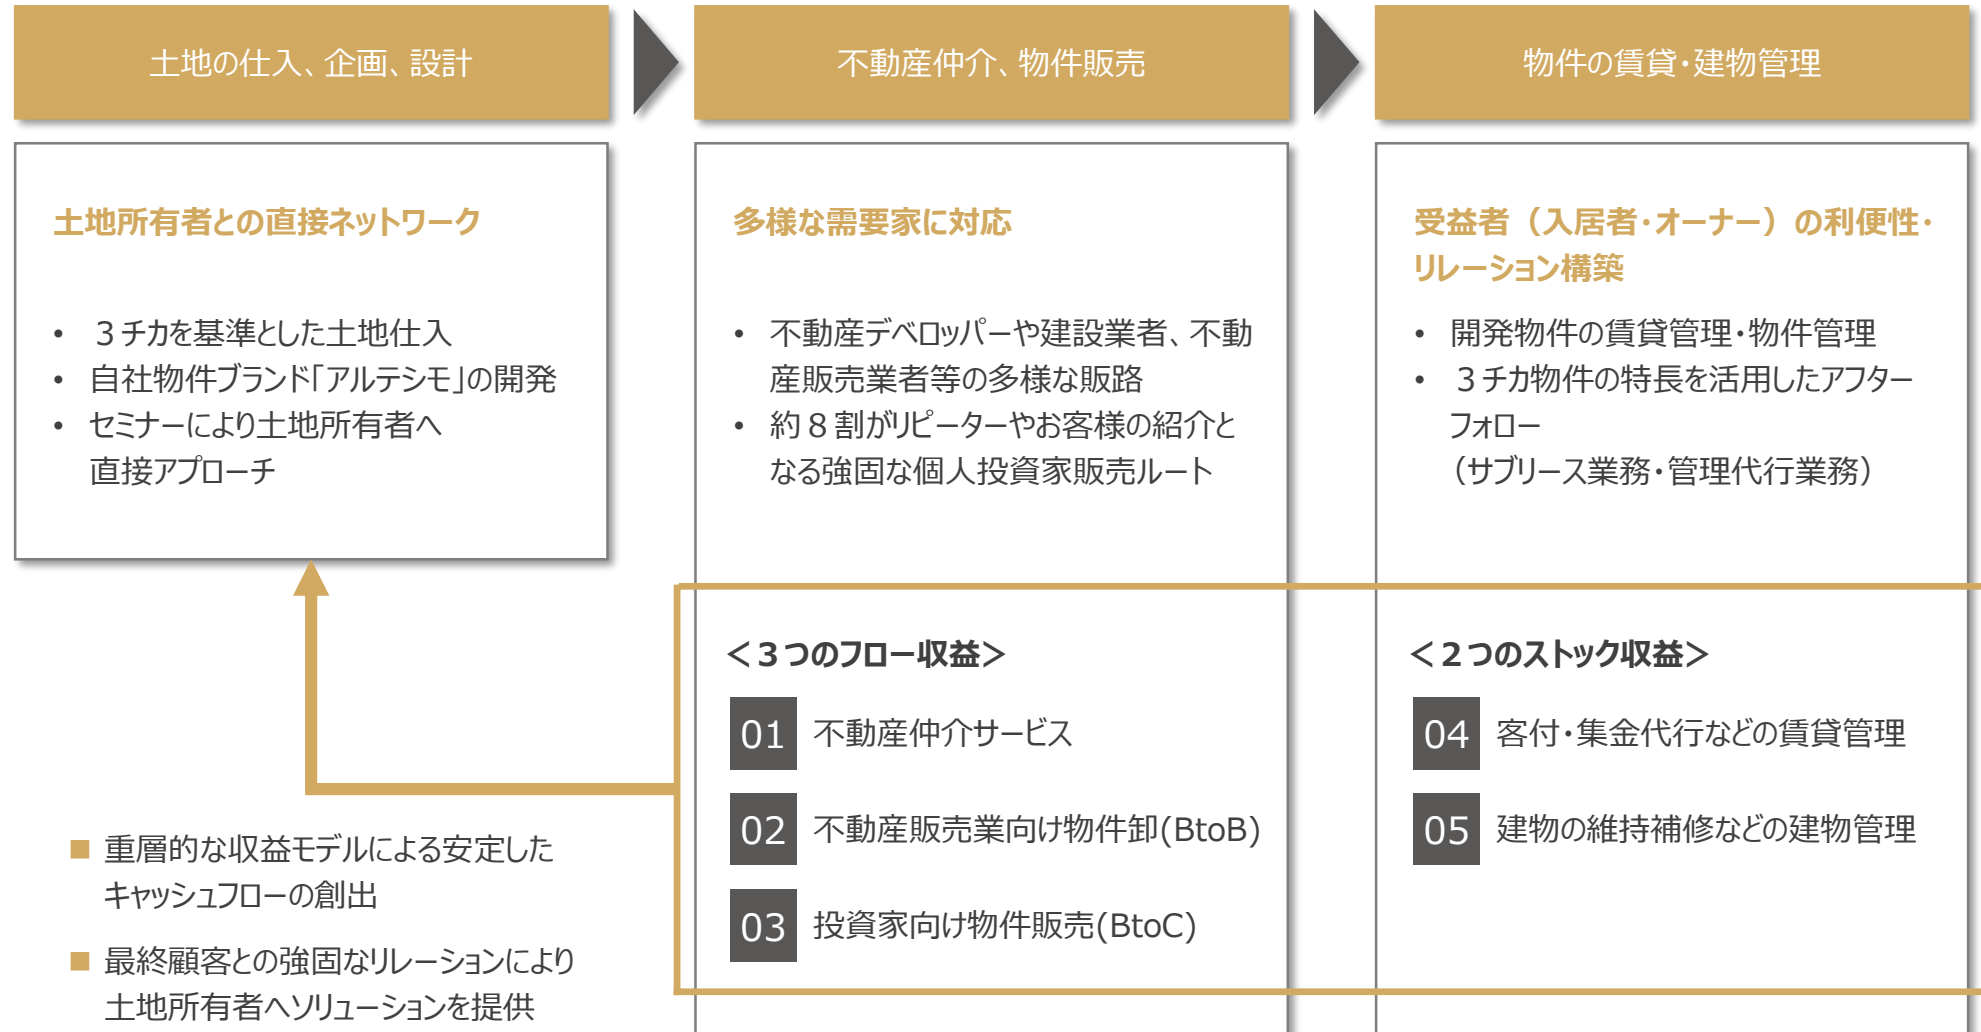 土地の仕入、企画、設計
不動産仲介、物件販売
物件の賃貸・建物管理
土地所有者との直接ネットワーク
• ３チカを基準とした土地仕入
• 自社物件ブランド「アルテシモ」の開発
• セミナーにより土地所有者へ
直接アプローチ
多様な需要家に対応
• 不動産デベロッパーや建設業者、不動
産販売業者等の多様な販路
• 約８割がリピーターやお客様の紹介と
なる強固な個人投資家販売ルート
受益者（入居者・オーナー）の利便性・
リレーション構築
• 開発物件の賃貸管理・物件管理
• ３チカ物件の特長を活用したアフター
フォロー
（サブリース業務・管理代行業務）
＜３つのフロー収益＞
01 不動産仲介サービス
02 不動産販売業向け物件卸(BtoB)
03 投資家向け物件販売(BtoC)
＜２つのストック収益＞
04 客付・集金代行などの賃貸管理
05 建物の維持補修などの建物管理
■ 重層的な収益モデルによる安定した
キャッシュフローの創出
■ 最終顧客との強固なリレーションにより
土地所有者へソリューションを提供